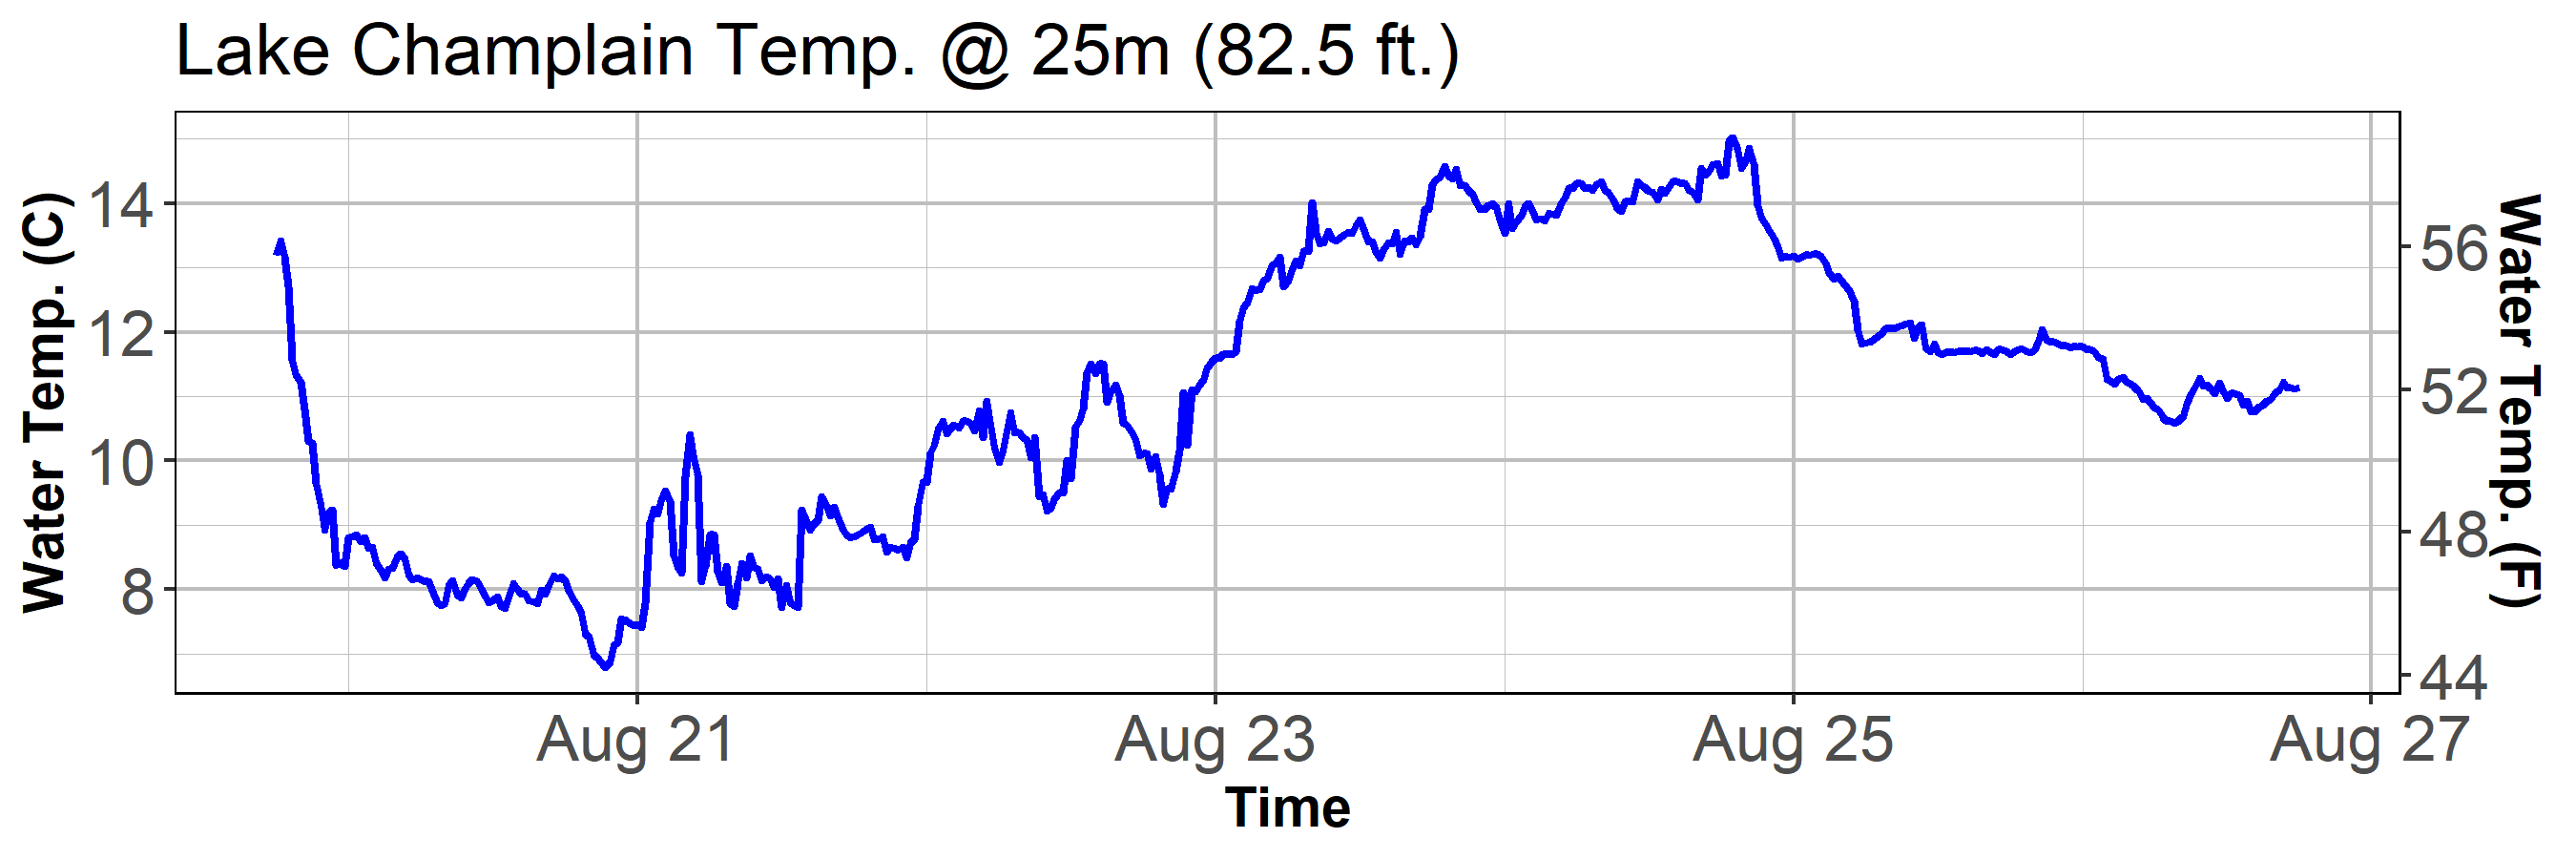 Lake Champlain Temp. @ 25m (82.5 ft.)
Water Temp. (C)
14
12
10
8
56
52
48
44
Water Temp. (F)
Aug 21
Aug 23
Aug 25
Aug 27
Time